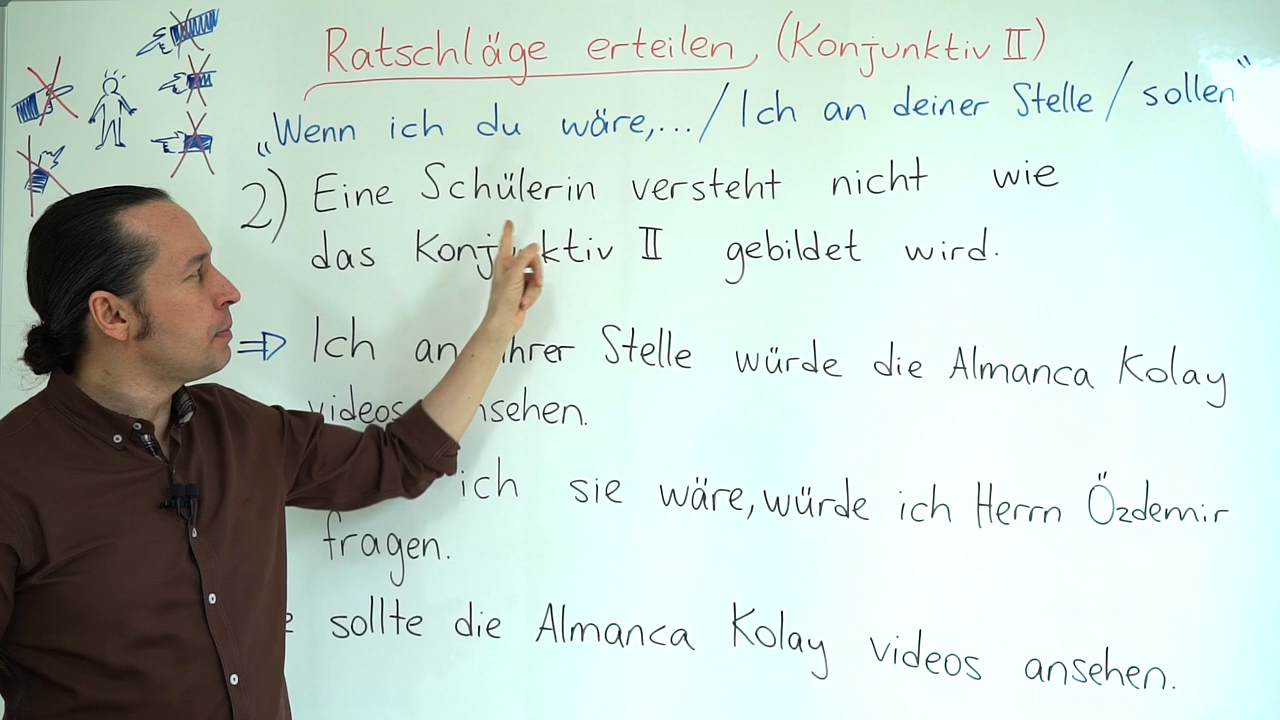 Ratschläge erteilen, (Konjunktiv II)
„Wenn ich du wäre,.../ Ich an deiner Stelle / sollen“
2) Eine Schülerin versteht nicht wie
das Konjunktiv II gebildet wird.
⇒ Ich an ihrer Stelle würde die Almanca Kolay
videos ansehen.
ich sie wäre, würde ich Herrn Özdemir
fragen.
sollte die Almanca Kolay videos ansehen.